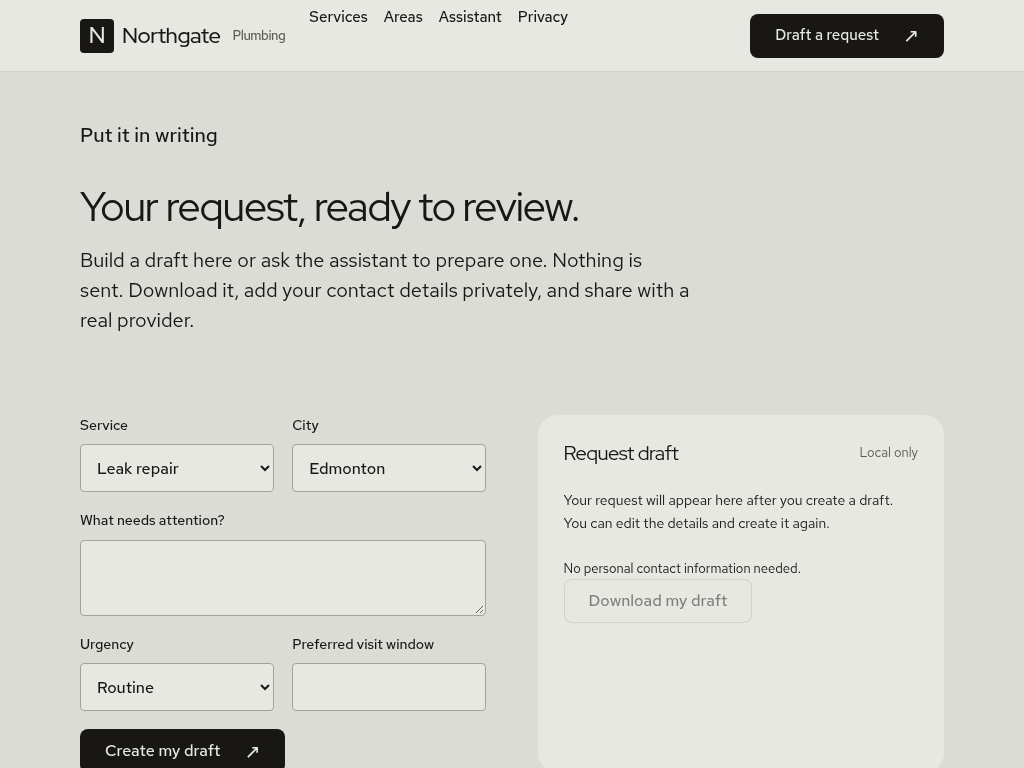 N Northgate Plumbing Services Areas Assistant Privacy Draft a request ↗
Put it in writing
Your request, ready to review.
Build a draft here or ask the assistant to prepare one. Nothing is
sent. Download it, add your contact details privately, and share with a
real provider.
Service City
Leak repair Edmonton
What needs attention?
Urgency Preferred visit window
Routine
Create my draft ↗
Request draft Local only
Your request will appear here after you create a draft.
You can edit the details and create it again.
No personal contact information needed.
Download my draft